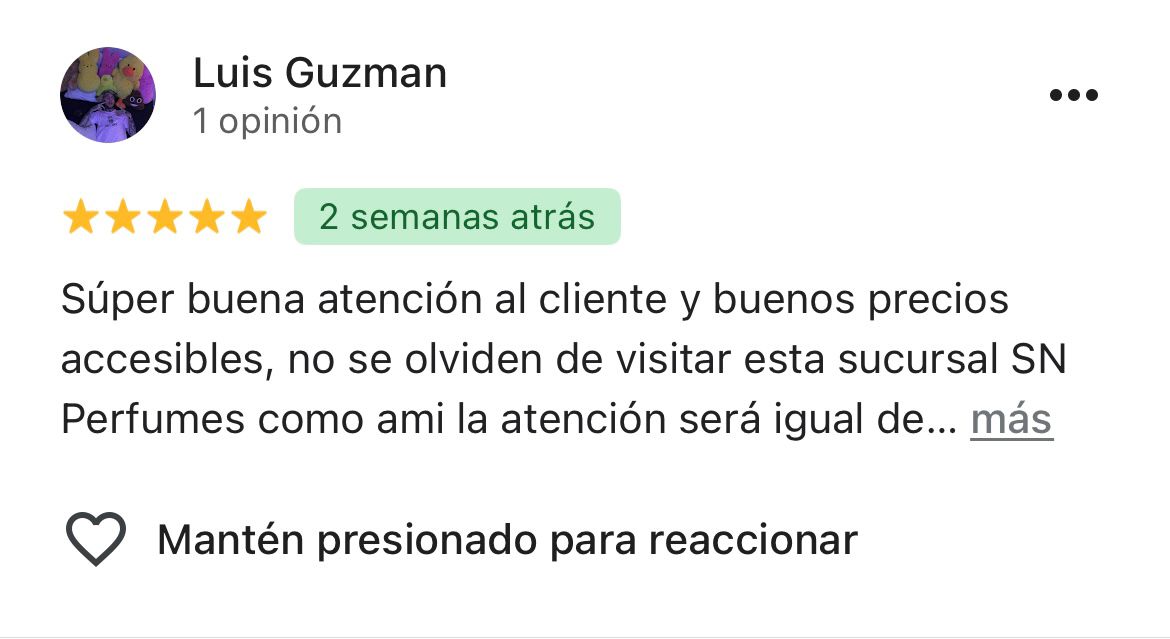 Luis Guzman
1 opinión
2 semanas atrás
Súper buena atención al cliente y buenos precios
accesibles, no se olviden de visitar esta sucursal SN
Perfumes como ami la atención será igual de... más
Mantén presionado para reaccionar